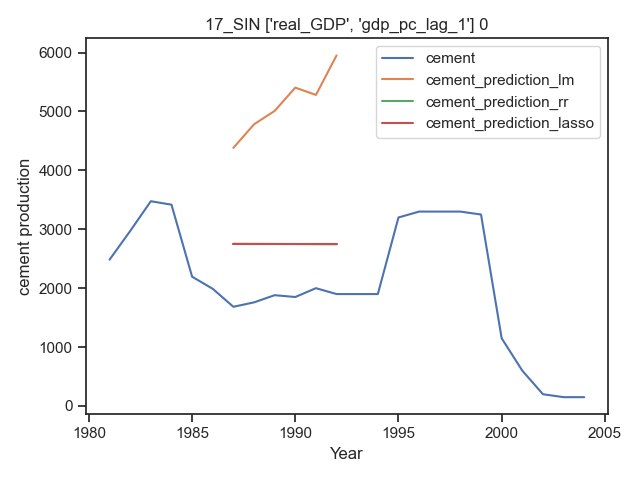 17_SIN ['real_GDP', 'gdp_pc_lag_1'] 0
cement
cement_prediction_lm
cement_prediction_rr
cement_prediction_lasso
cement production
6000
5000
4000
3000
2000
1000
0
1980
1985
1990
1995
2000
2005
Year